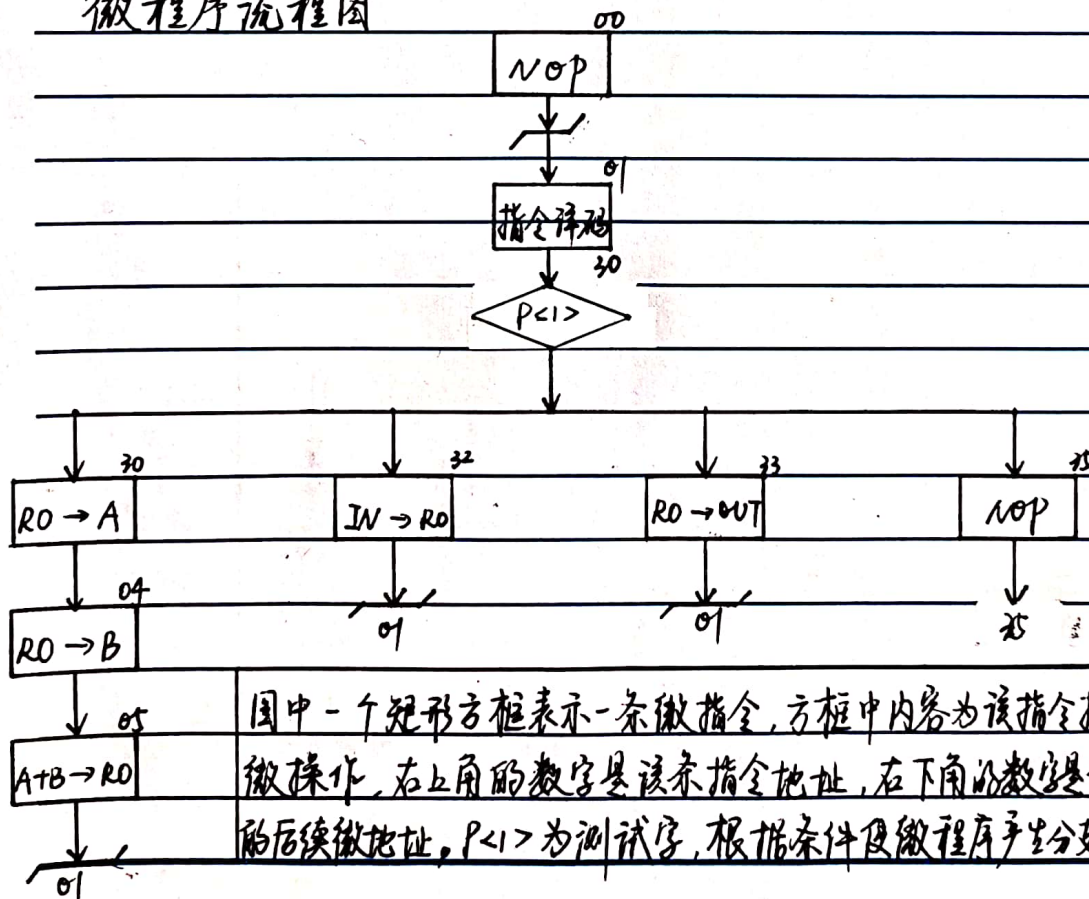 微程序流程图
00
NOP
01
指令译码
30
P<1>
30
32
33
35
R0→A
IN→R0
R0→OUT
NOP
04
01
01
35
R0→B
05
图中一个矩形方框表示一条微指令,方框中内容为该指令
A+B→R0
微操作,右上角的数字是该条指令地址,右下角的数字是
的后续微地址。P<1>为测试字,根据条件使微程序产生分
01